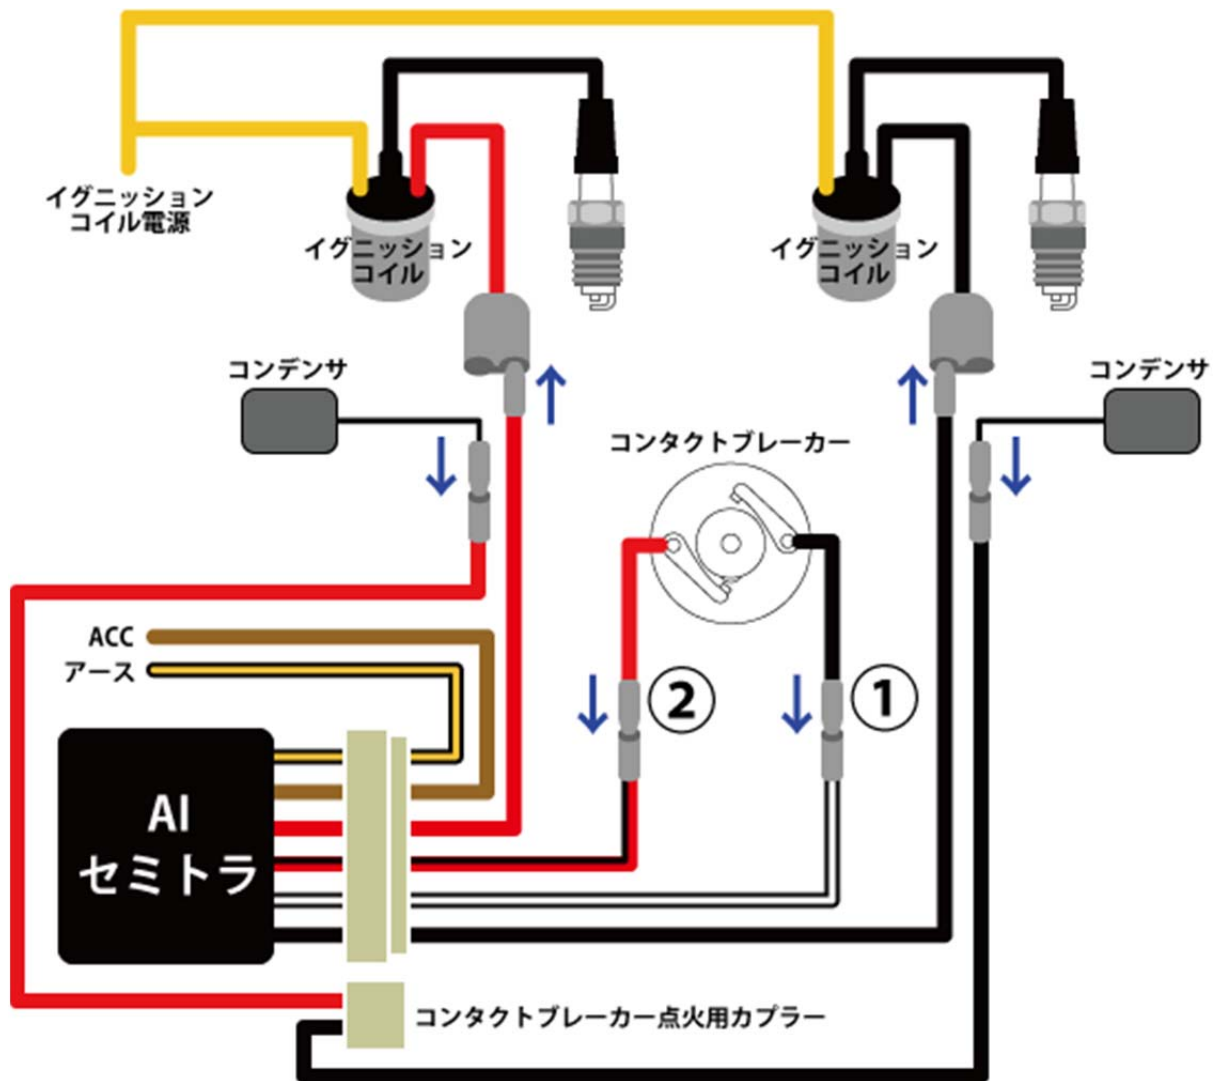 イグニッション
コイル電源
イグニッション
コイル
イグニッション
コイル
コンデンサ
コンデンサ
コンタクトブレーカー
ACC
アース
②
①
AI
セミトラ
コンタクトブレーカー点火用カプラー